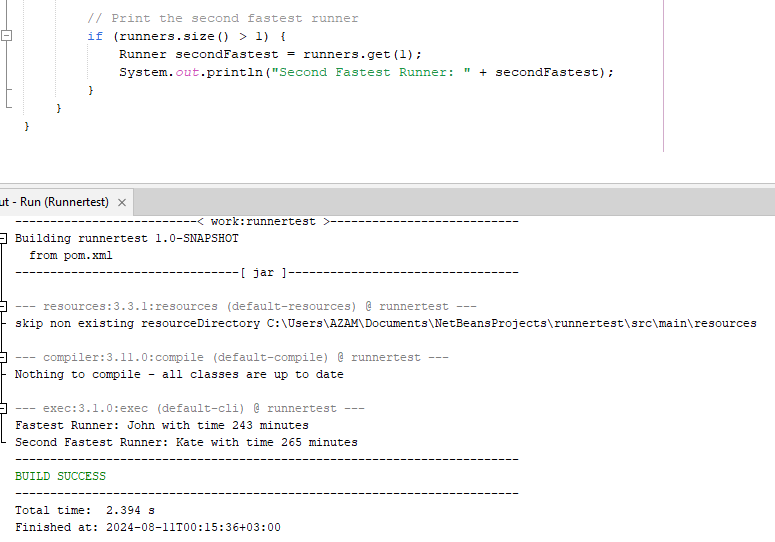 // Print the second fastest runner
if (runners.size() > 1) {
Runner secondFastest = runners.get(1);
System.out.println("Second Fastest Runner: " + secondFastest);
}
}
}
ut - Run (Runnertest) ×
--------------------------< work:runnertest >---------------------------
Building runnertest 1.0-SNAPSHOT
from pom.xml
--------------------------------[ jar ]---------------------------------
--- resources:3.3.1:resources (default-resources) @ runnertest ---
skip non existing resourceDirectory C:\Users\AZAM\Documents\NetBeansProjects\runnertest\src\main\resources
--- compiler:3.11.0:compile (default-compile) @ runnertest ---
Nothing to compile - all classes are up to date
--- exec:3.1.0:exec (default-cli) @ runnertest ---
Fastest Runner: John with time 243 minutes
Second Fastest Runner: Kate with time 265 minutes
------------------------------------------------------------------------
BUILD SUCCESS
------------------------------------------------------------------------
Total time:  2.394 s
Finished at: 2024-08-11T00:15:36+03:00